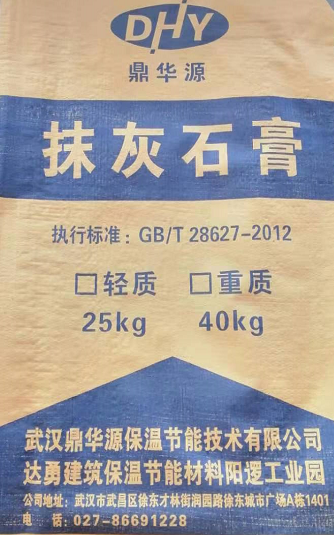 DHY
鼎华源
抹灰石膏
执行标准：GB/T 28627-2012
□轻质 □重质
25kg 40kg
武汉鼎华源保温节能技术有限公司
达勇建筑保温节能材料阳逻工业园
公司地址：武汉市武昌区徐东才林街润园路徐东城市广场A栋1401
电 话：027-86691228